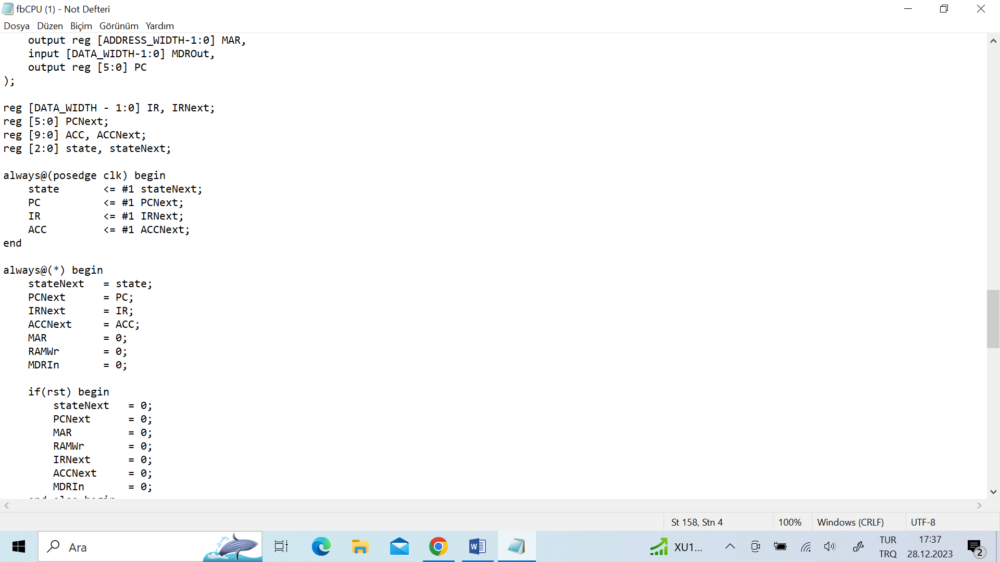 fbCPU (1) - Not Defteri
Dosya Düzen Biçim Görünüm Yardım
    output reg [ADDRESS_WIDTH-1:0] MAR,
    input [DATA_WIDTH-1:0] MDROut,
    output reg [5:0] PC
);

reg [DATA_WIDTH - 1:0] IR, IRNext;
reg [5:0] PCNext;
reg [9:0] ACC, ACCNext;
reg [2:0] state, stateNext;

always@(posedge clk) begin
    state       <= #1 stateNext;
    PC          <= #1 PCNext;
    IR          <= #1 IRNext;
    ACC         <= #1 ACCNext;
end

always@(*) begin
    stateNext   = state;
    PCNext      = PC;
    IRNext      = IR;
    ACCNext     = ACC;
    MAR         = 0;
    RAMWr       = 0;
    MDRIn       = 0;

    if(rst) begin
        stateNext   = 0;
        PCNext      = 0;
        MAR         = 0;
        RAMWr       = 0;
        IRNext      = 0;
        ACCNext     = 0;
        MDRIn       = 0;
    end else begin
St 158, Stn 4 100% Windows (CRLF) UTF-8
Ara
XU1...
TUR 17:37
TRQ 28.12.2023
2